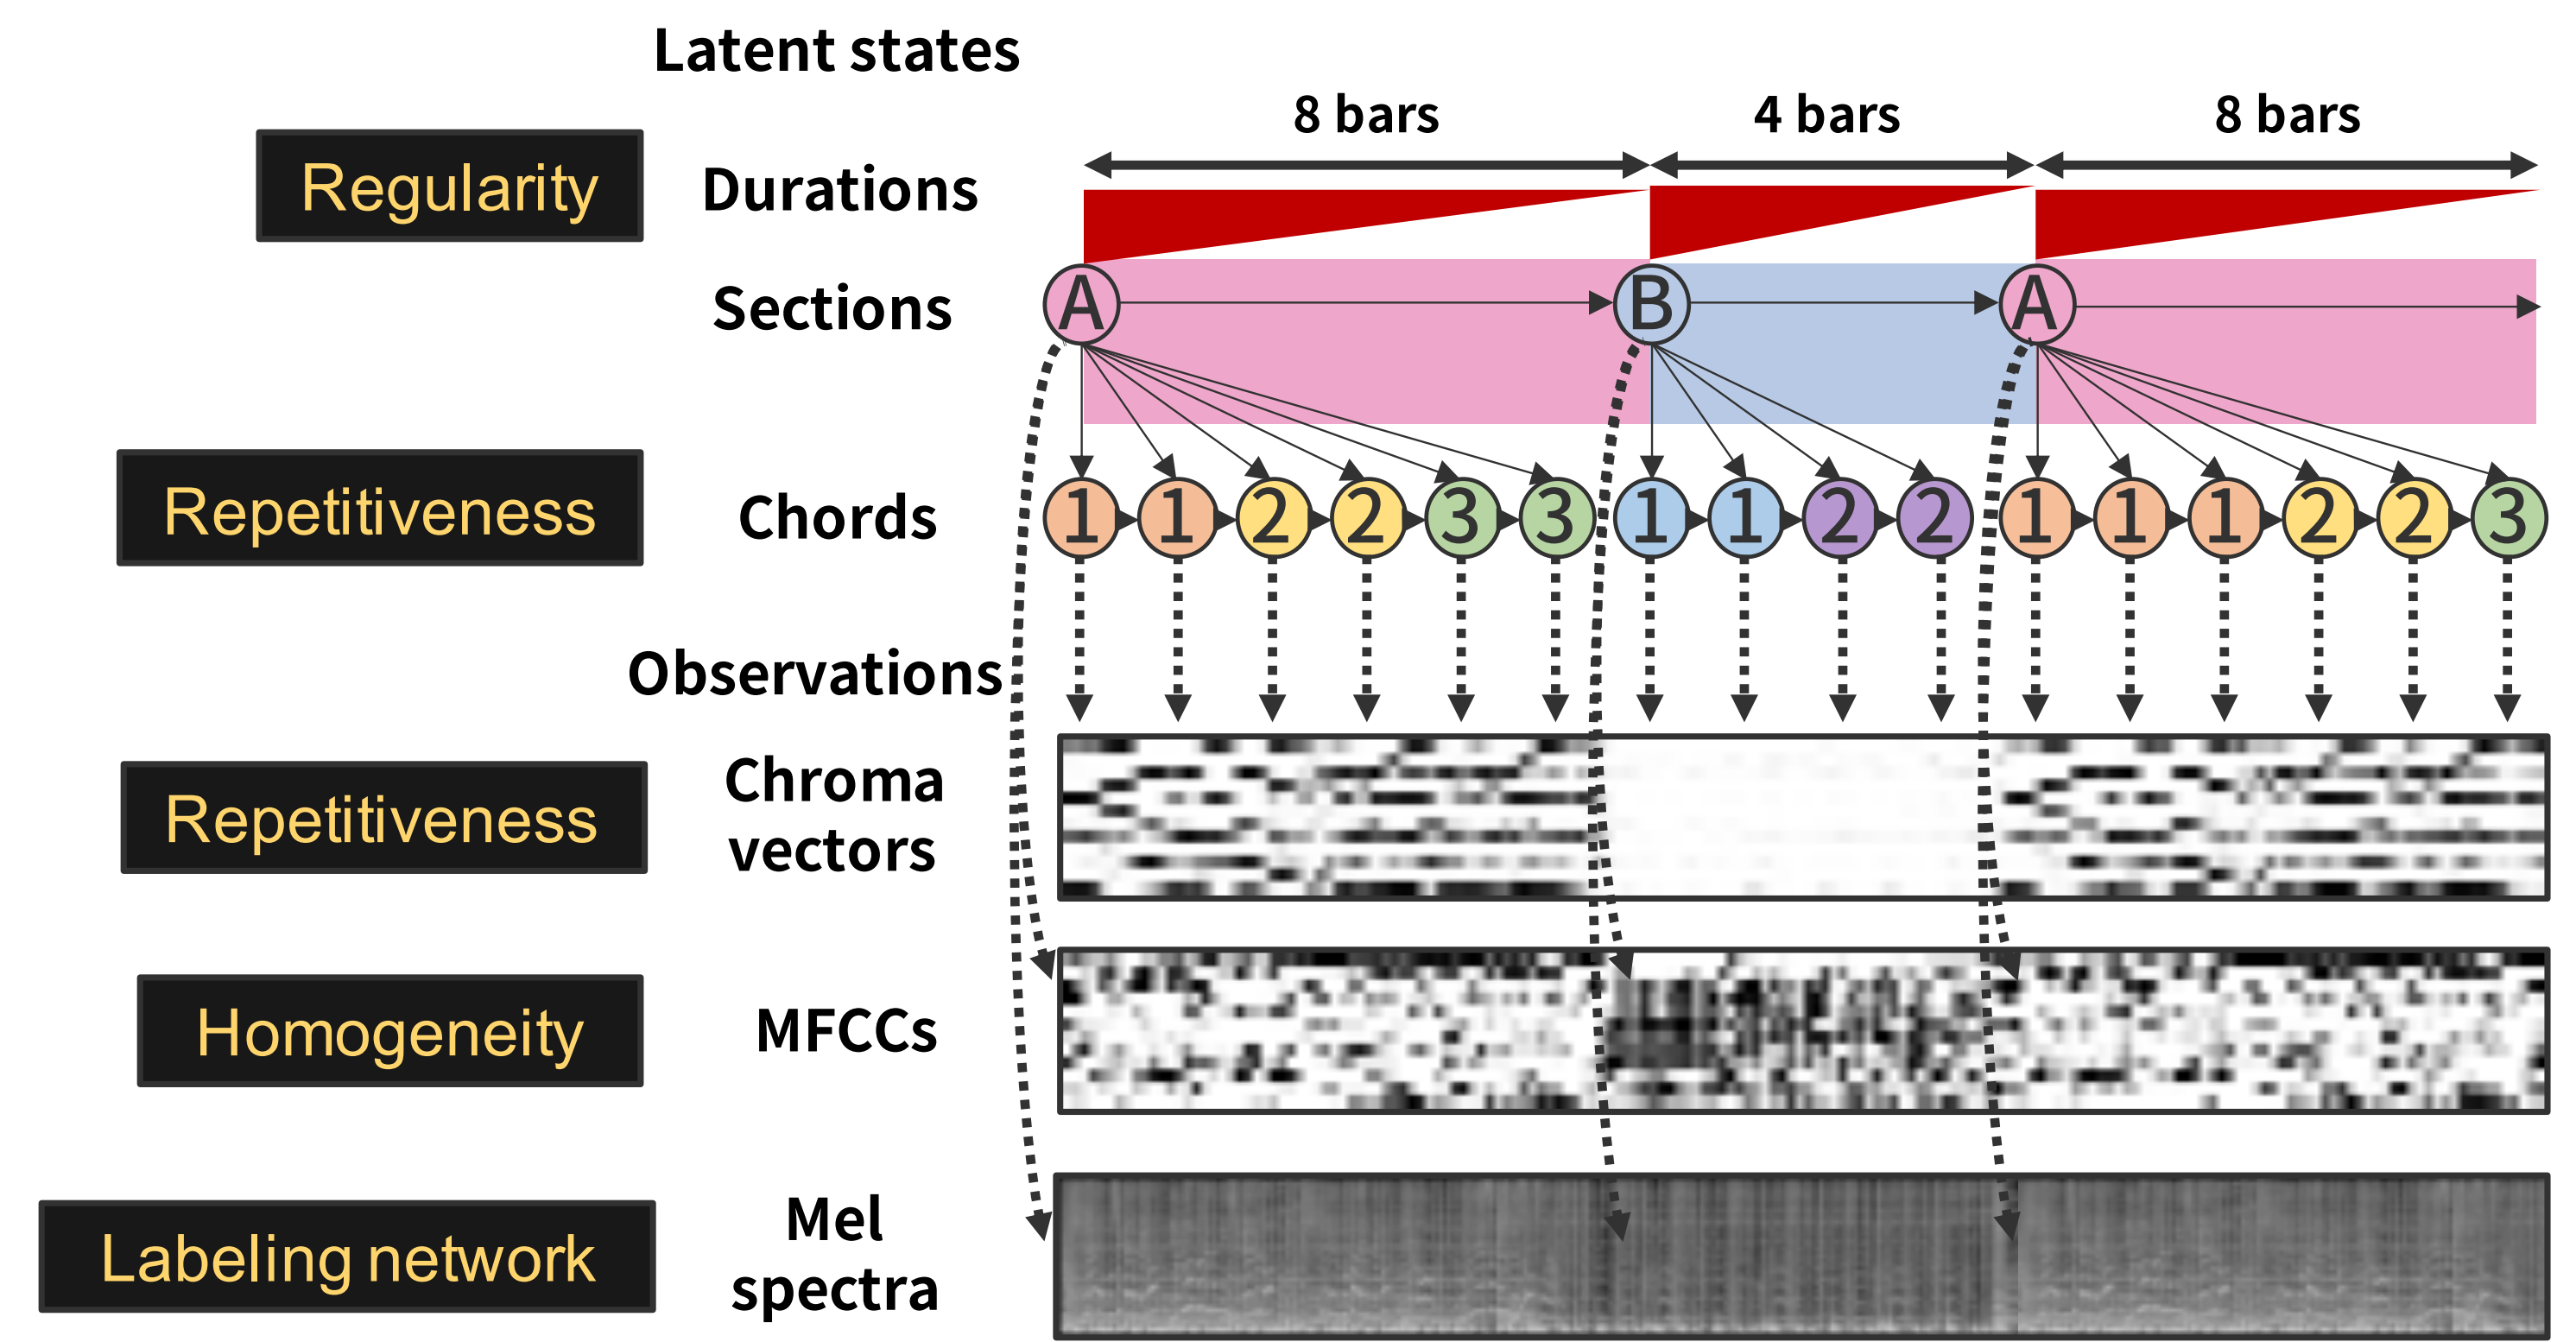 Latent states
8 bars
4 bars
8 bars
Regularity
Durations
Sections
A
B
A
Repetitiveness
Chords
1 1 2 2 3 3 1 1 2 2 1 1 1 2 2 3
Observations
Repetitiveness
Chroma
vectors
Homogeneity
MFCCs
Labeling network
Mel
spectra